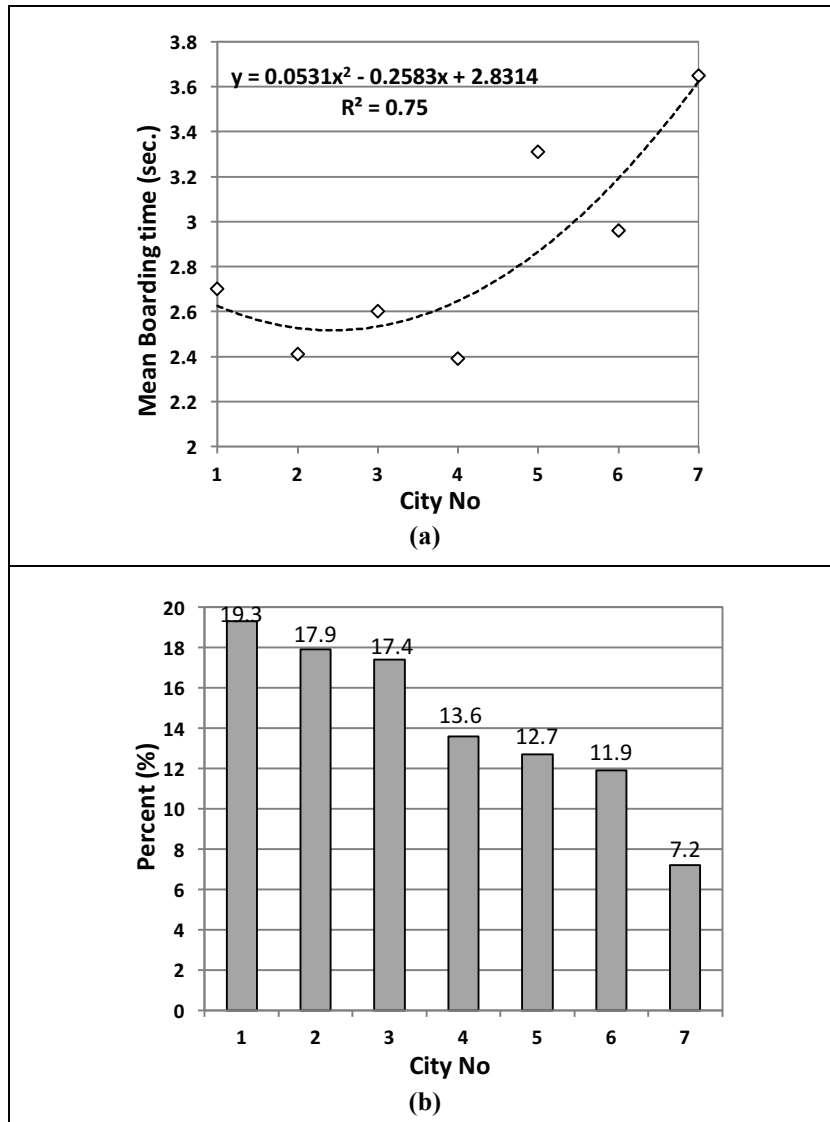 3.8
3.6
3.4
3.2
3
2.8
2.6
2.4
2.2
2
y = 0.0531x² - 0.2583x + 2.8314
R² = 0.75
Mean Boarding time (sec.)
1 2 3 4 5 6 7
City No
(a)
20
18
16
14
12
10
8
6
4
2
0
19.3
17.9
17.4
13.6
12.7
11.9
7.2
Percent (%)
1 2 3 4 5 6 7
City No
(b)